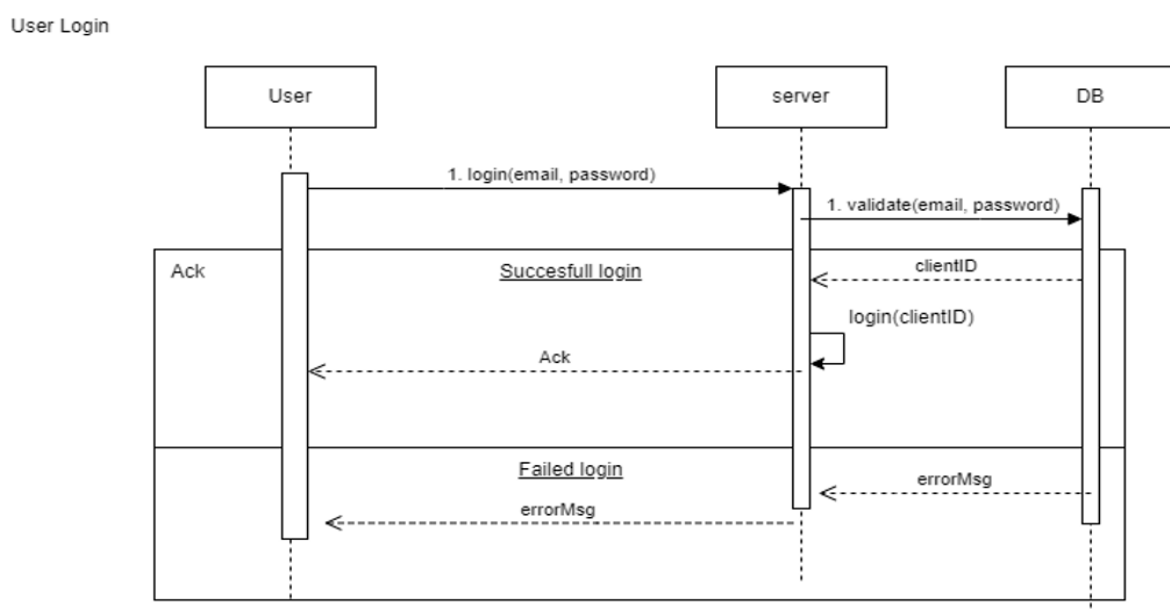 User Login
User
server
DB
1. login(email, password)
1. validate(email, password)
Ack
Succesfull login
clientID
login(clientID)
Ack
Failed login
errorMsg
errorMsg